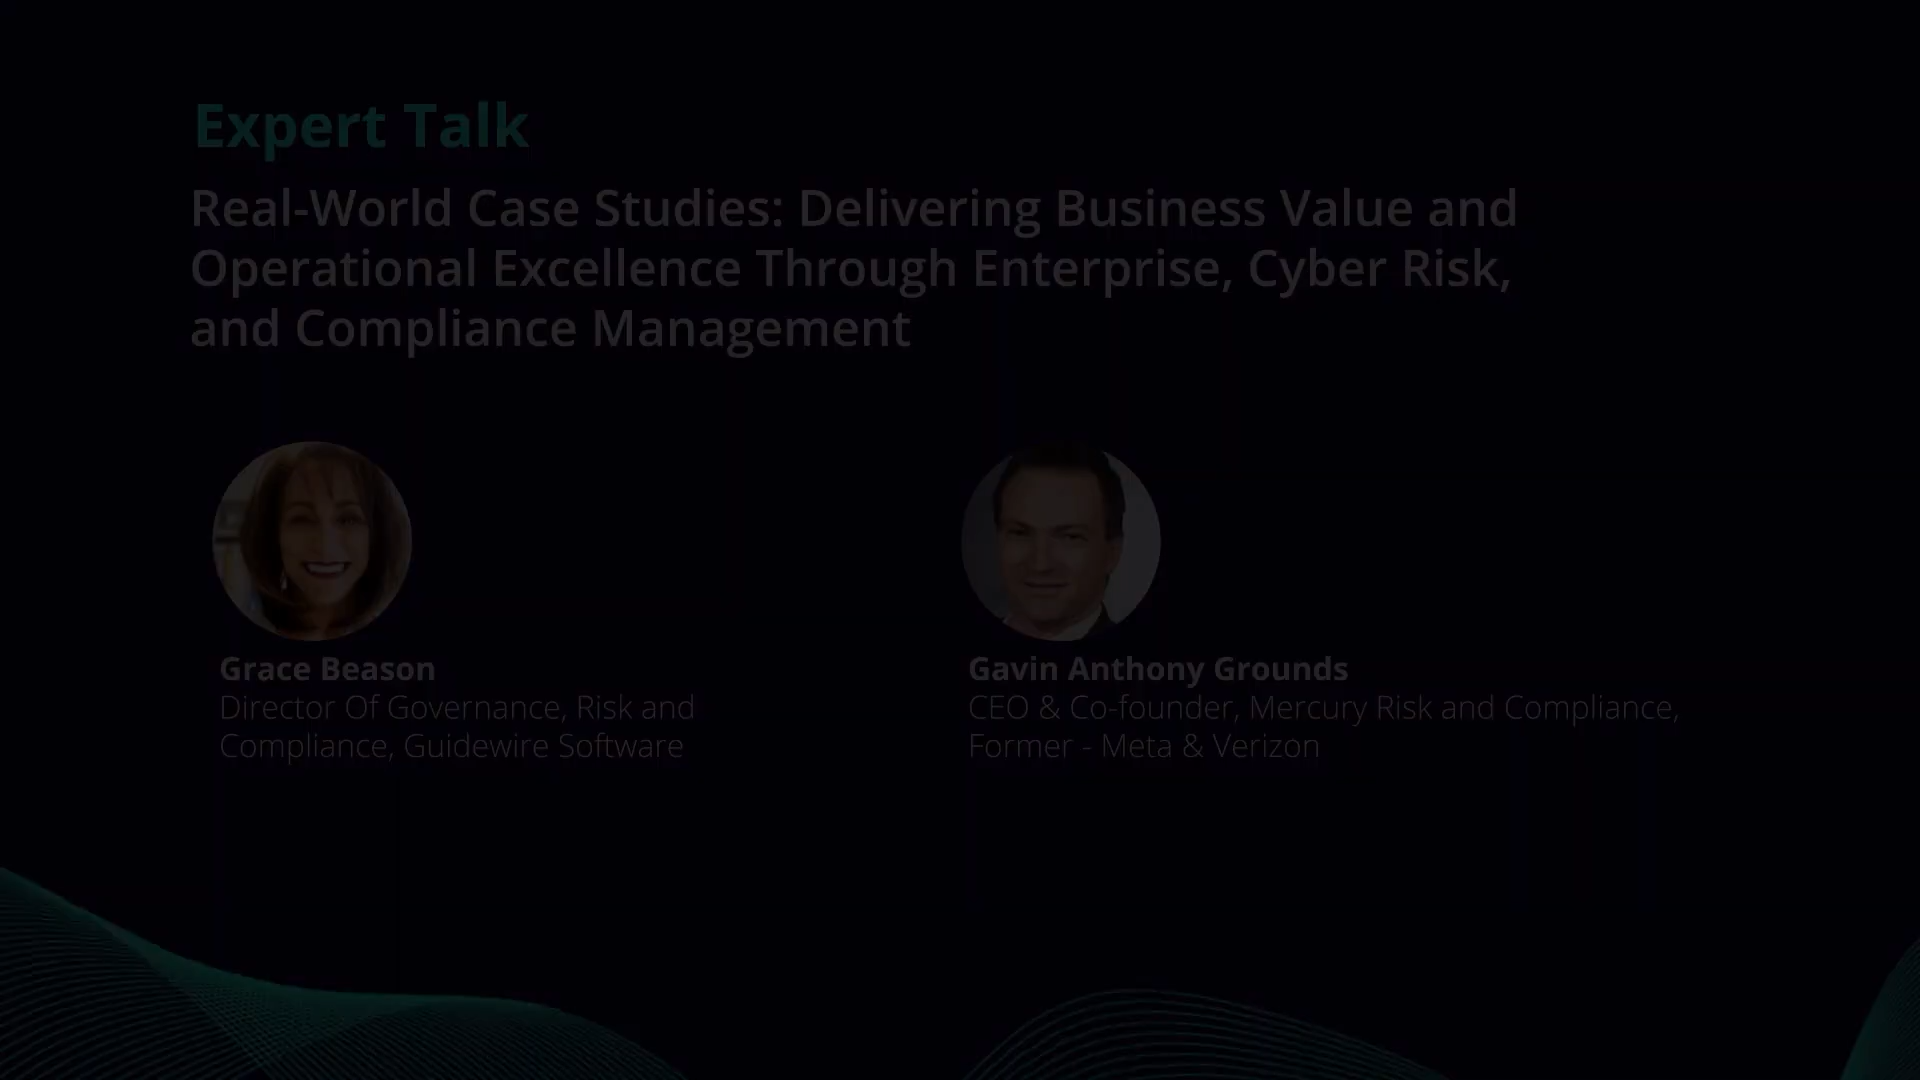 Expert Talk
Real-World Case Studies: Delivering Business Value and
Operational Excellence Through Enterprise, Cyber Risk,
and Compliance Management
Grace Beason
Director Of Governance, Risk and
Compliance, Guidewire Software
Gavin Anthony Grounds
CEO & Co-founder, Mercury Risk and Compliance,
Former - Meta & Verizon